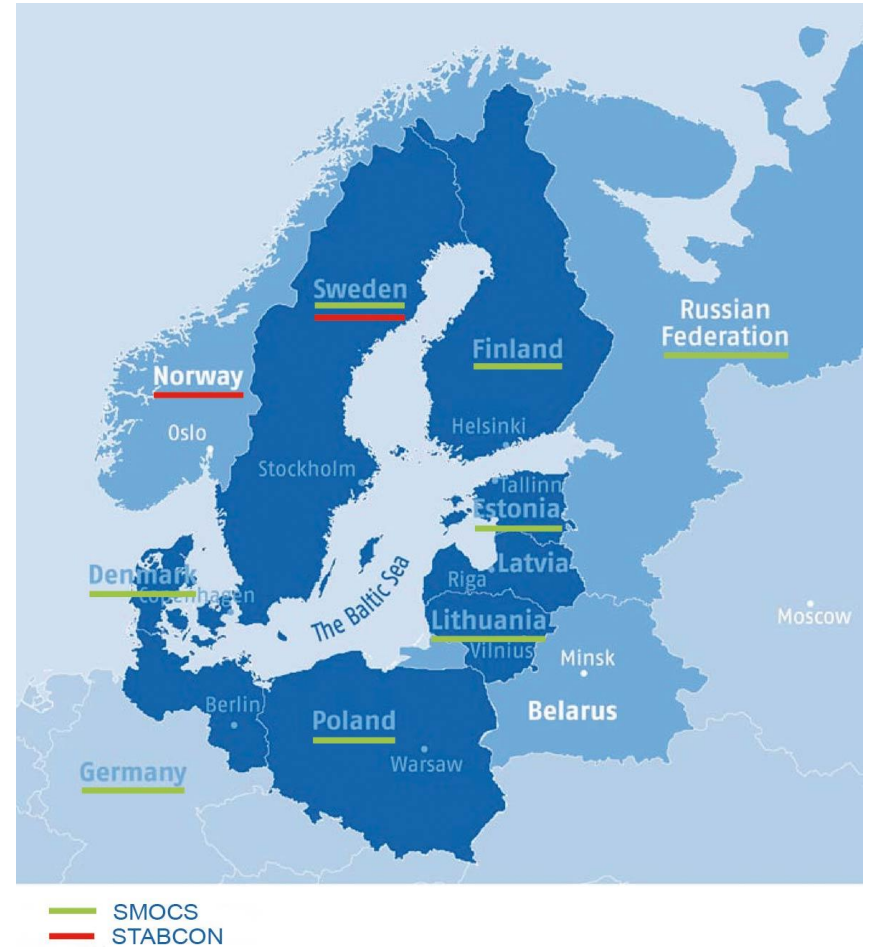 Sweden
Russian
Federation
Finland
Norway
Helsinki
Oslo
Stockholm
Tallinn
Estonia
Latvia
Denmark
Riga
Copenhagen
The Baltic Sea
Moscow
Lithuania
Vilnius
Minsk
Berlin
Belarus
Poland
Warsaw
Germany
SMOCS
STABCON